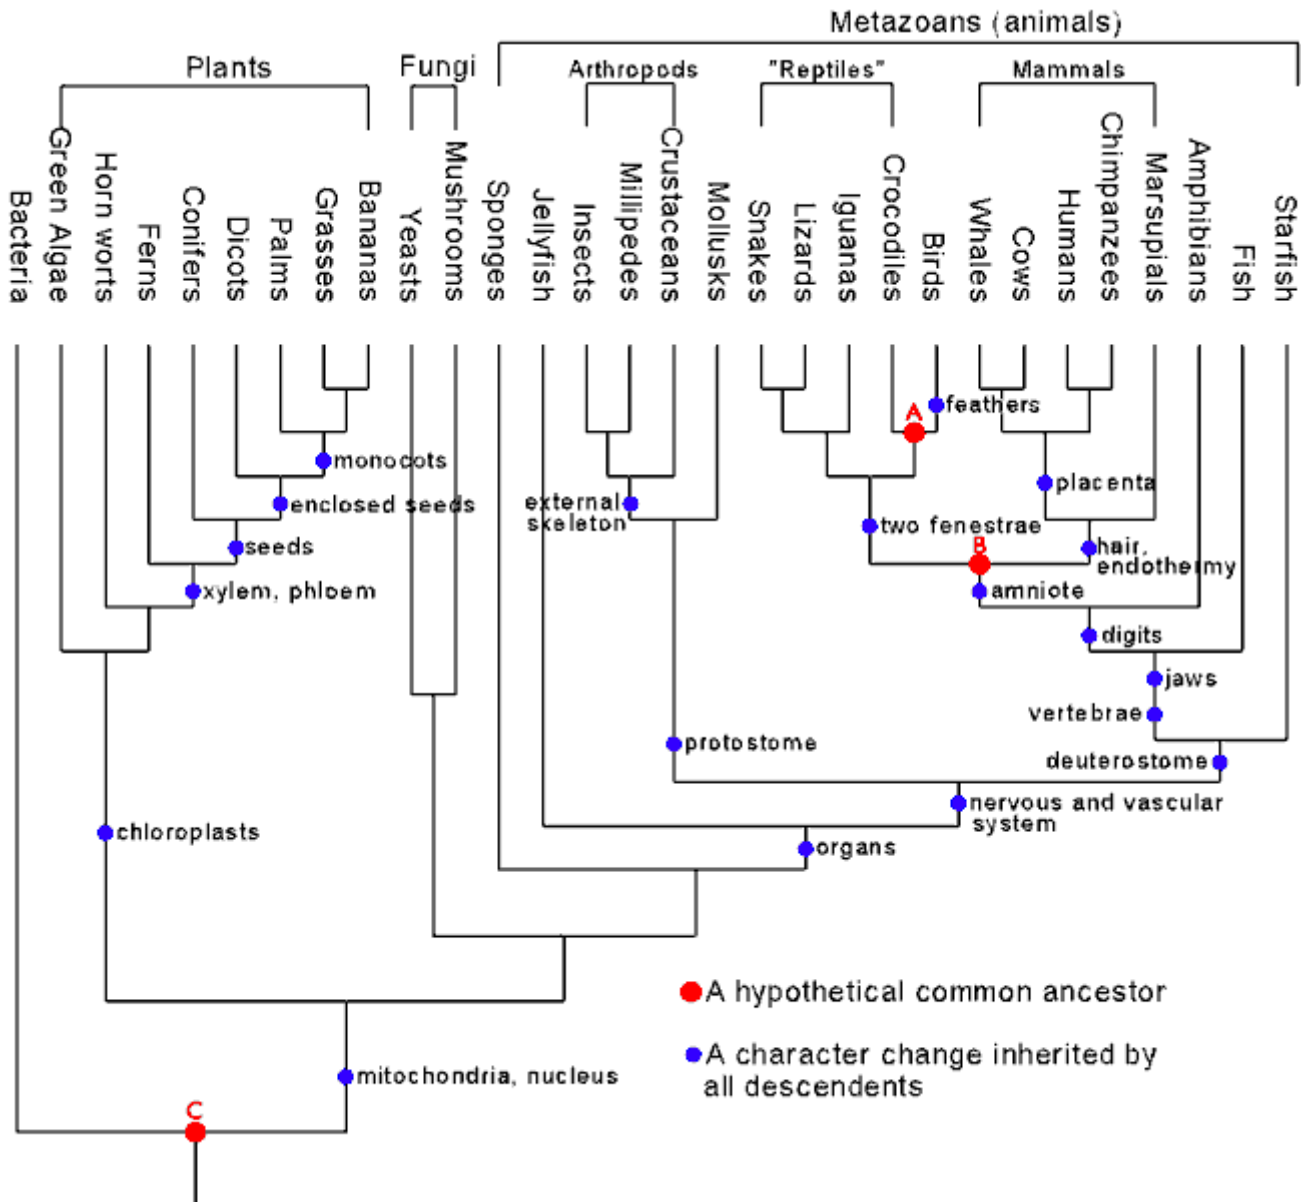 Metazoans (animals)
Plants
Fungi
Arthropods
"Reptiles"
Mammals
Bacteria
Green Algae
Horn worts
Ferns
Conifers
Dicots
Palms
Grasses
Bananas
Yeasts
Mushrooms
Sponges
Jellyfish
Insects
Millipedes
Crustaceans
Mollusks
Snakes
Lizards
Iguanas
Crocodiles
Birds
Whales
Cows
Humans
Chimpanzees
Marsupials
Amphibians
Fish
Starfish
A
feathers
monocots
placenta
enclosed seeds
external
skeleton
two fenestrae
seeds
B
hair,
endothermy
xylem, phloem
amniote
digits
jaws
vertebrae
protostome
deuterostome
nervous and vascular
system
chloroplasts
organs
A hypothetical common ancestor
A character change inherited by
all descendents
mitochondria, nucleus
C